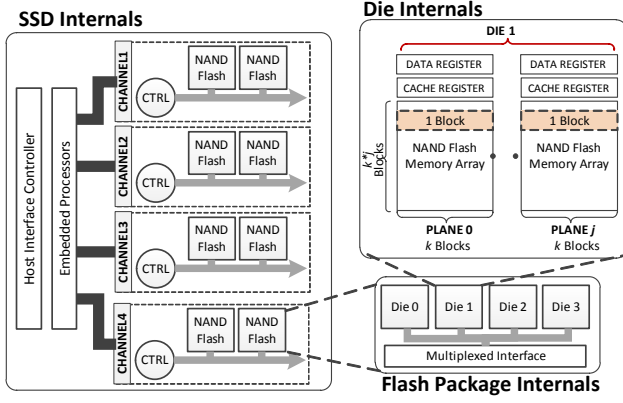 SSD Internals
Host Interface Controller
Embedded Processors
CHANNEL1
CTRL
NAND
Flash
NAND
Flash
CHANNEL2
CTRL
NAND
Flash
NAND
Flash
CHANNEL3
CTRL
NAND
Flash
NAND
Flash
CHANNEL4
CTRL
NAND
Flash
NAND
Flash
Die Internals
DIE 1
DATA REGISTER
CACHE REGISTER
1 Block
NAND Flash
Memory Array
k*j
Blocks
PLANE 0
k Blocks
DATA REGISTER
CACHE REGISTER
1 Block
NAND Flash
Memory Array
PLANE j
k Blocks
Die 0
Die 1
Die 2
Die 3
Multiplexed Interface
Flash Package Internals